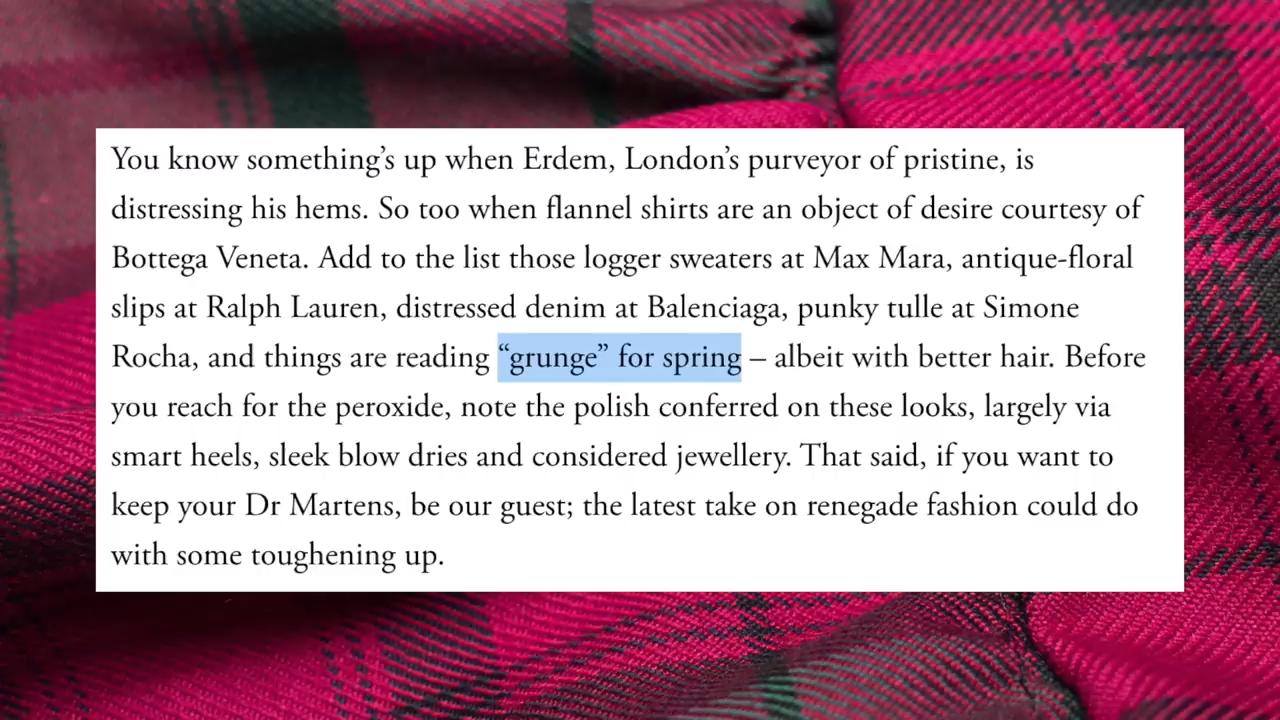 You know something’s up when Erdem, London’s purveyor of pristine, is
distressing his hems. So too when flannel shirts are an object of desire courtesy of
Bottega Veneta. Add to the list those logger sweaters at Max Mara, antique-floral
slips at Ralph Lauren, distressed denim at Balenciaga, punky tulle at Simone
Rocha, and things are reading “grunge” for spring – albeit with better hair. Before
you reach for the peroxide, note the polish conferred on these looks, largely via
smart heels, sleek blow dries and considered jewellery. That said, if you want to
keep your Dr Martens, be our guest; the latest take on renegade fashion could do
with some toughening up.